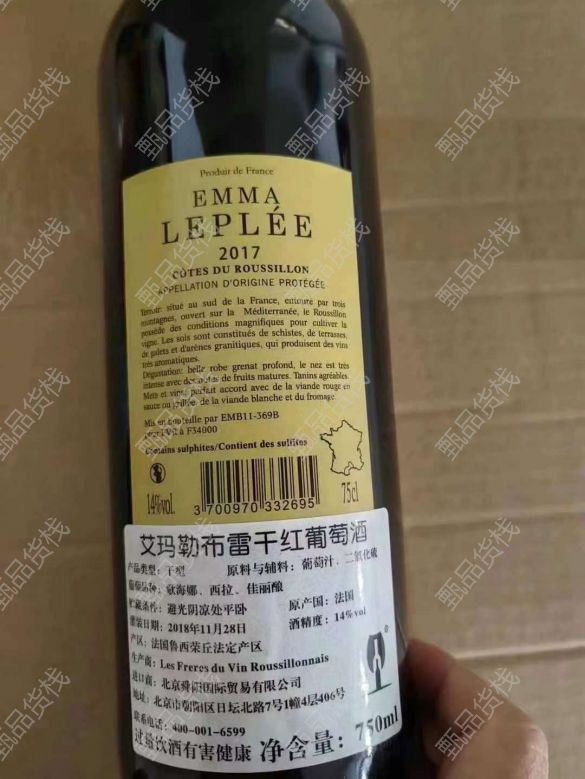 Produit de France
EMMA
LEPLÉE
2017
CÔTES DU ROUSSILLON
APPELLATION D'ORIGINE PROTÉGÉE
Terroir: situé au sud de la France, entouré par trois
montagnes, ouvert sur la Méditerranée, le Roussillon
possède des conditions magnifiques pour cultiver la
vigne. Les sols sont constitués de schistes, de terrasses,
de galets et d'arènes granitiques, qui produisent des vins
très aromatiques.
Dégustation: belle robe grenat profond, le nez est très
intense avec des notes de fruits matures. Tanins agréables.
Mets et vins: parfait accord avec de la viande rouge en
sauce ou grillée, de la viande blanche et du fromage.
Mis en bouteille par EMB11-369B
pour LVR à F34000
Contains sulphites/Contient des sulfites
14%vol.
3 700970 332695
75cl
艾玛勒布雷干红葡萄酒
产品类型：干型 原料与辅料：葡萄汁、二氧化硫
葡萄品种：歌海娜、西拉、佳丽酿
贮藏条件：避光阴凉处平卧 原产国：法国
灌装日期：2018年11月28日 酒精度：14%vol
产区：法国鲁西荣丘法定产区
生产商：Les Freres du Vin Roussillonnais
进口商：北京舜阳国际贸易有限公司
地址：北京市朝阳区日坛北路7号1幢4层406号
联系电话：400-001-6599
过量饮酒有害健康 净含量：750ml
甄品货栈